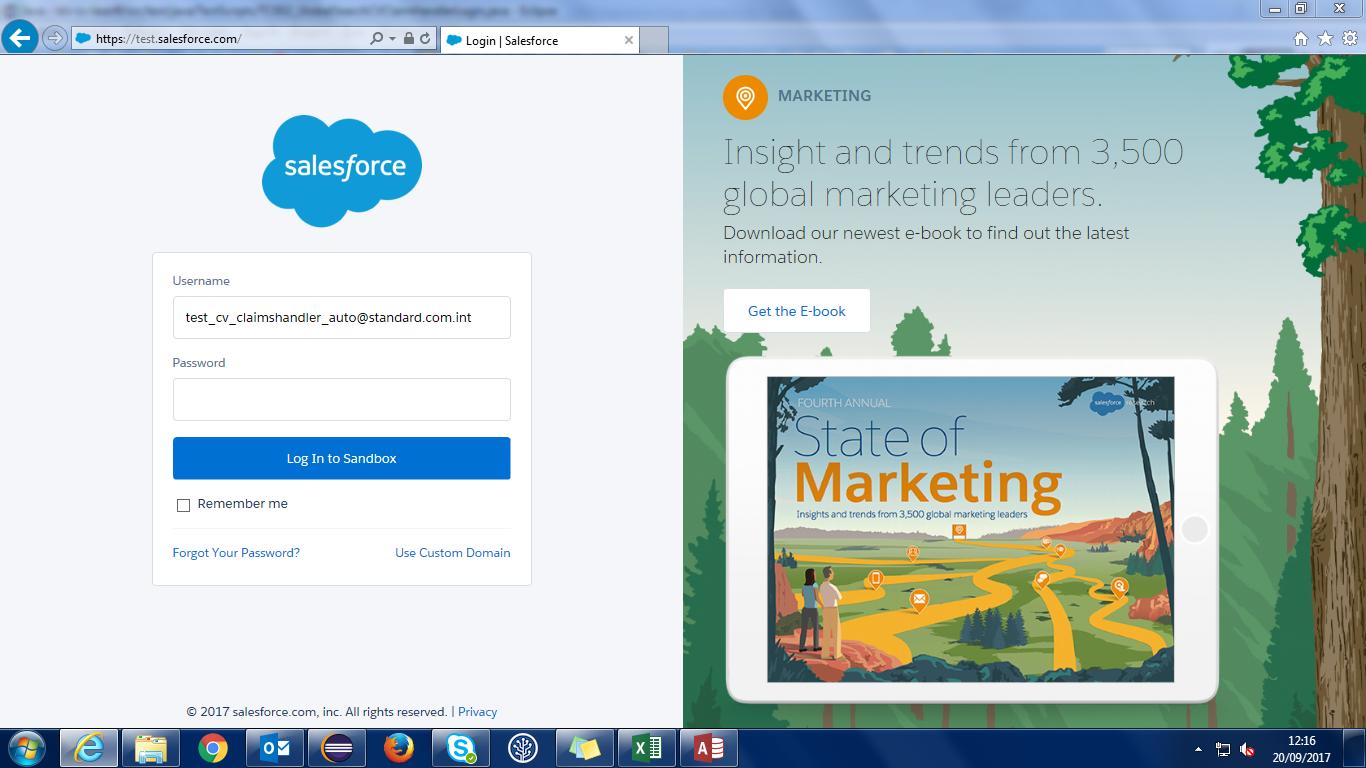 https://test.salesforce.com/
Login | Salesforce
salesforce
Username
test_cv_claimshandler_auto@standard.com.int
Password
Log In to Sandbox
Remember me
Forgot Your Password?
Use Custom Domain
© 2017 salesforce.com, inc. All rights reserved. | Privacy
MARKETING
Insight and trends from 3,500
global marketing leaders.
Download our newest e-book to find out the latest
information.
Get the E-book
FOURTH ANNUAL
salesforce research
State of
Marketing
Insights and trends from 3,500 global marketing leaders
12:16
20/09/2017